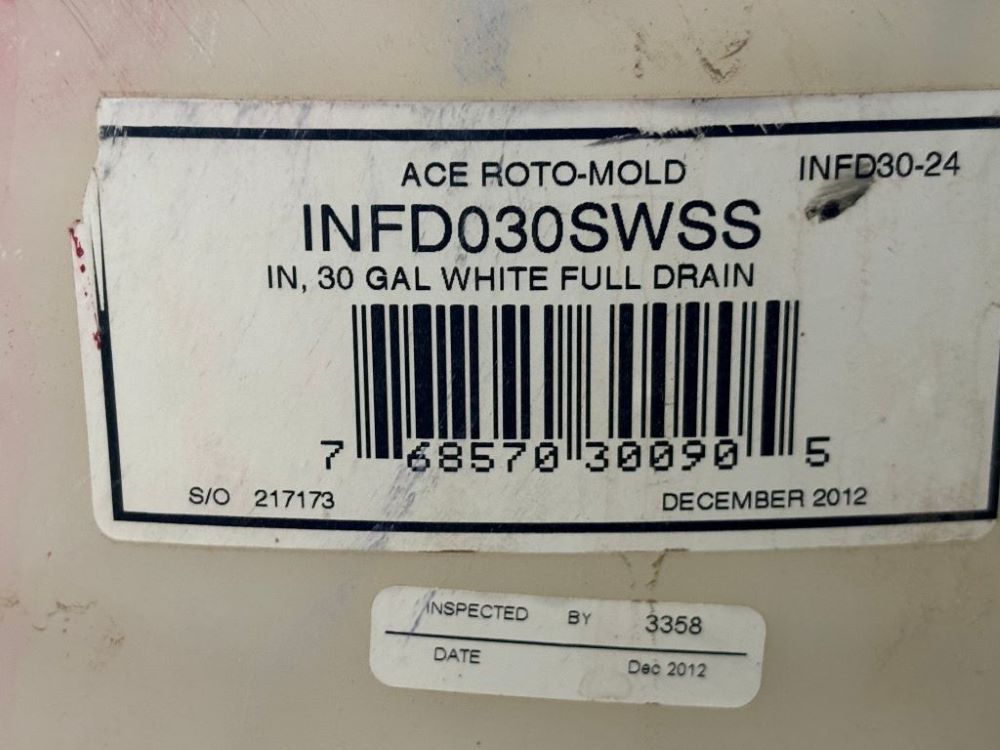 ACE ROTO-MOLD INFD30-24
INFD030SWSS
IN, 30 GAL WHITE FULL DRAIN
7 68570 30090 5
S/O 217173 DECEMBER 2012
INSPECTED BY 3358
DATE Dec 2012